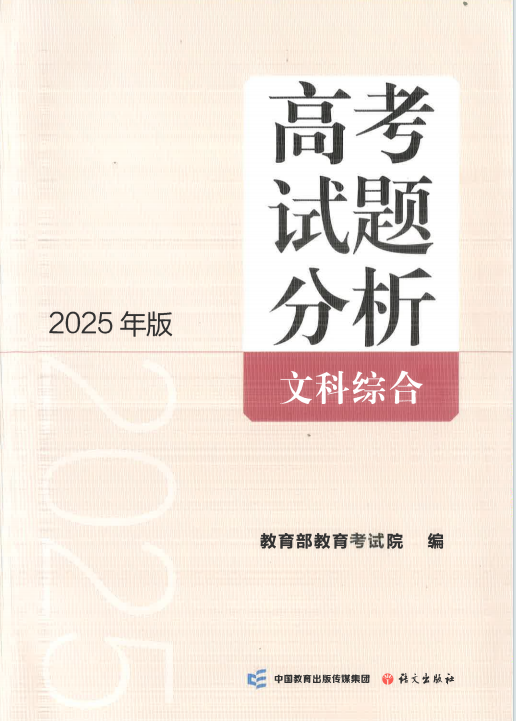 高考
试题
分析
2025年版
文科综合
2025
教育部教育考试院 编
中国教育出版传媒集团 语文出版社